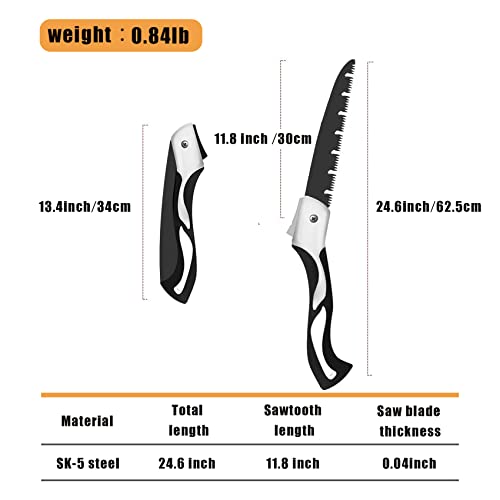 weight：0.84lb
11.8 inch /30cm
13.4inch/34cm
24.6inch/62.5cm
Material
Total
length
Sawtooth
length
Saw blade
thickness
SK-5 steel
24.6 inch
11.8 inch
0.04inch